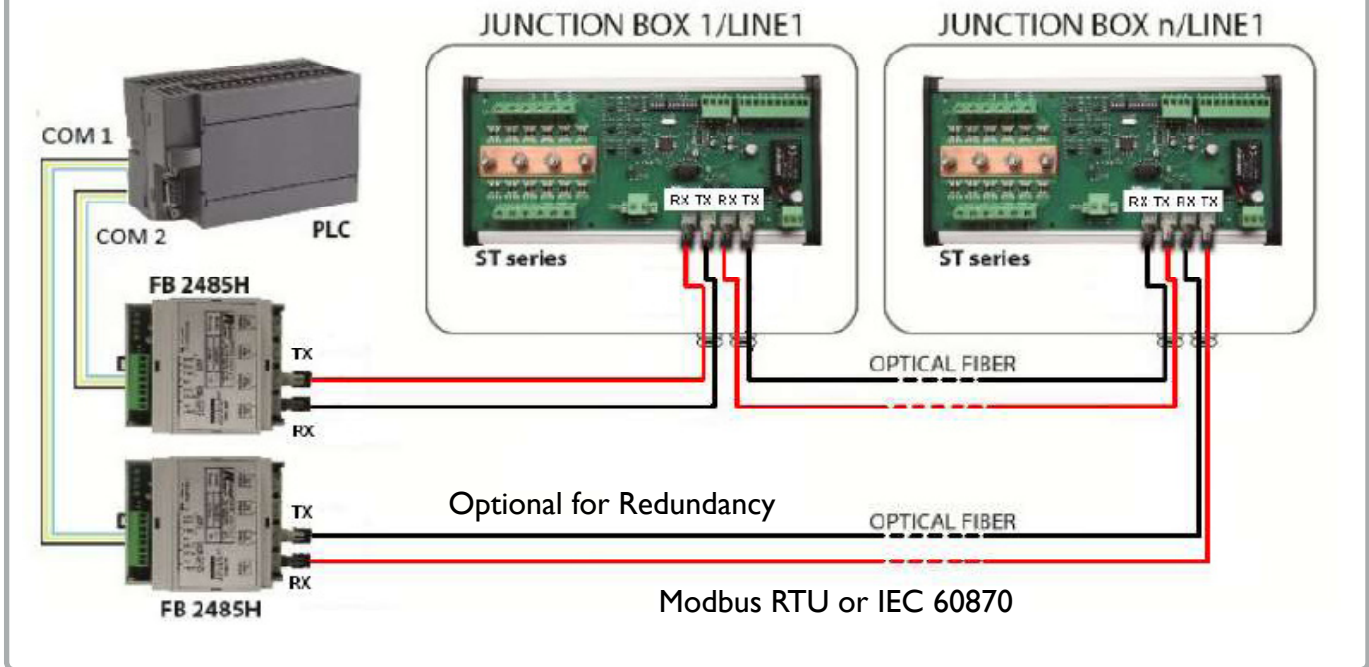 JUNCTION BOX 1/LINE1
JUNCTION BOX n/LINE1
COM 1
COM 2
PLC
RX TX RX TX
RX TX RX TX
ST series
ST series
FB 2485H
TX
RX
OPTICAL FIBER
Optional for Redundancy
TX
RX
OPTICAL FIBER
FB 2485H
Modbus RTU or IEC 60870